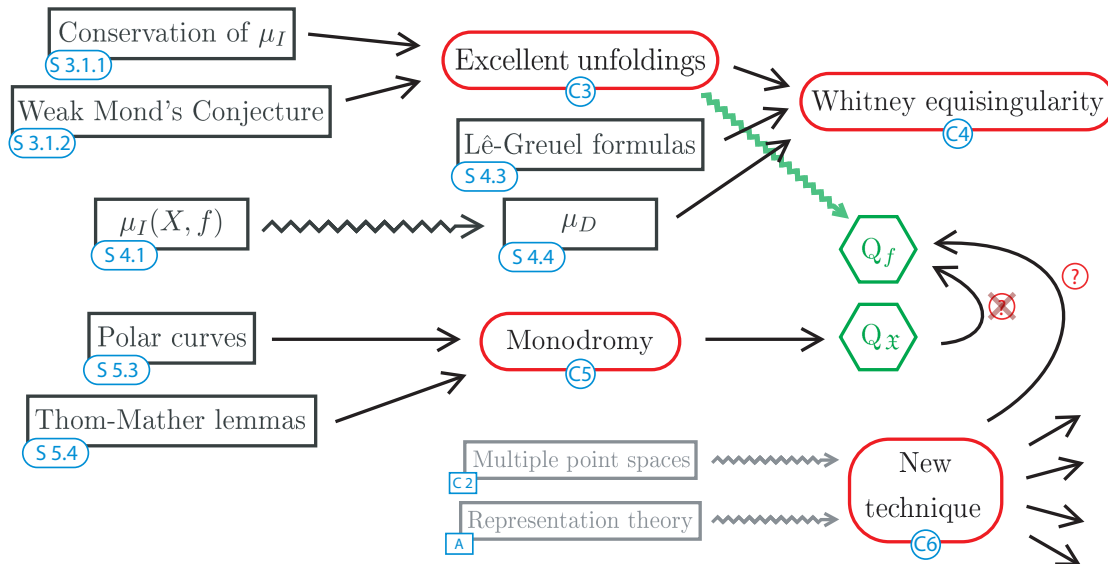 Conservation of μ_I
S 3.1.1
Weak Mond's Conjecture
S 3.1.2
Excellent unfoldings
C3
Whitney equisingularity
C4
Lê-Greuel formulas
S 4.3
μ_I(X, f)
S 4.1
μ_D
S 4.4
Q_f
?
?
Polar curves
S 5.3
Monodromy
C5
Q_𝔛
Thom-Mather lemmas
S 5.4
Multiple point spaces
C 2
Representation theory
A
New
technique
C6